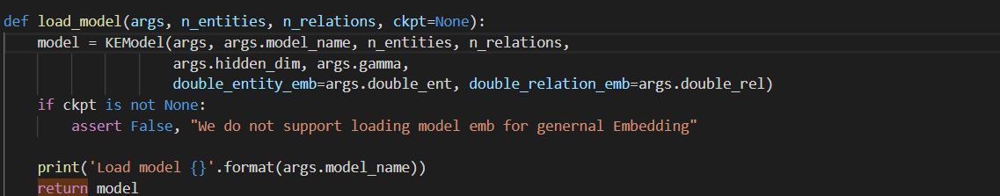 def load_model(args, n_entities, n_relations, ckpt=None):
    model = KEModel(args, args.model_name, n_entities, n_relations,
                    args.hidden_dim, args.gamma,
                    double_entity_emb=args.double_ent, double_relation_emb=args.double_rel)
    if ckpt is not None:
        assert False, "We do not support loading model emb for genernal Embedding"

    print('Load model {}'.format(args.model_name))
    return model